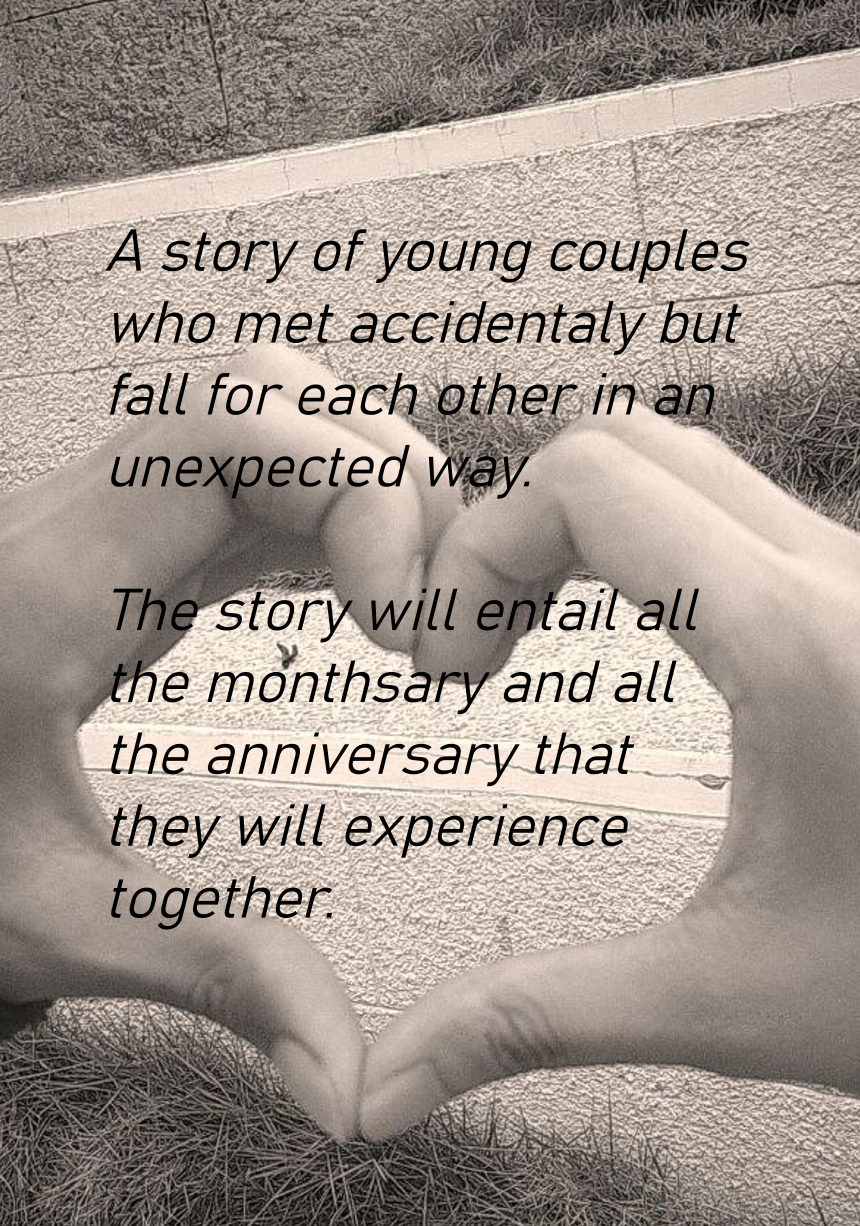 A story of young couples
who met accidentaly but
fall for each other in an
unexpected way.
The story will entail all
the monthsary and all
the anniversary that
they will experience
together.